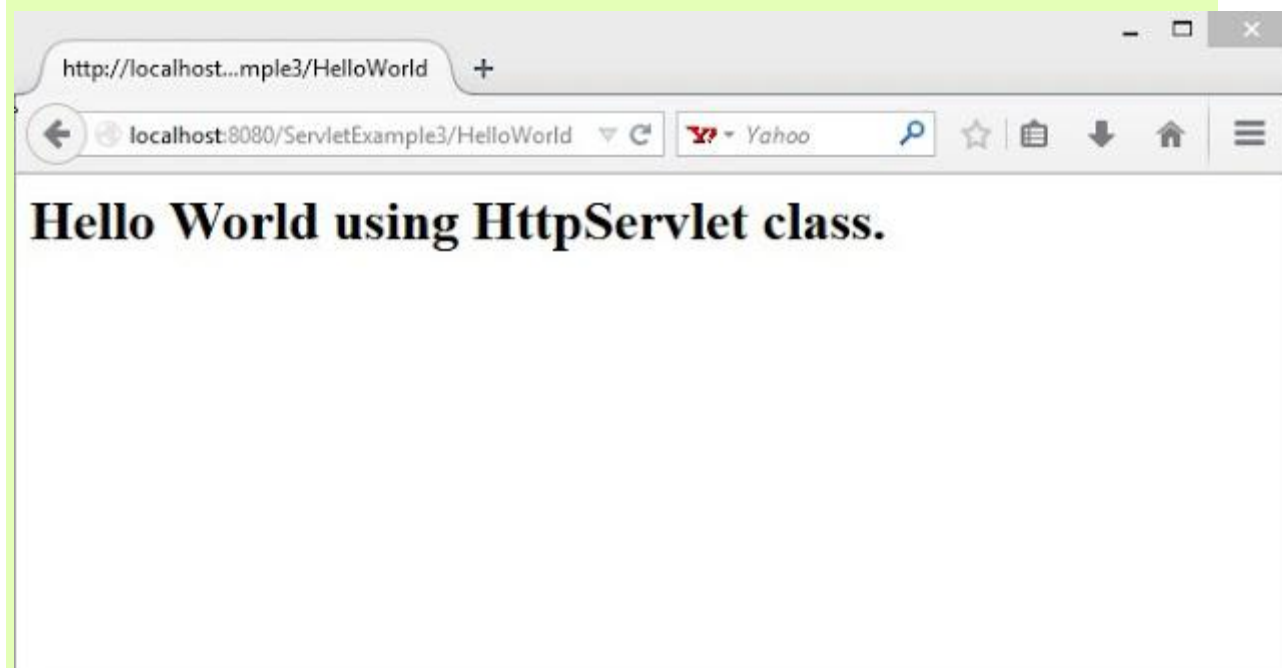 http://localhost...mple3/HelloWorld +
localhost:8080/ServletExample3/HelloWorld Yahoo
Hello World using HttpServlet class.